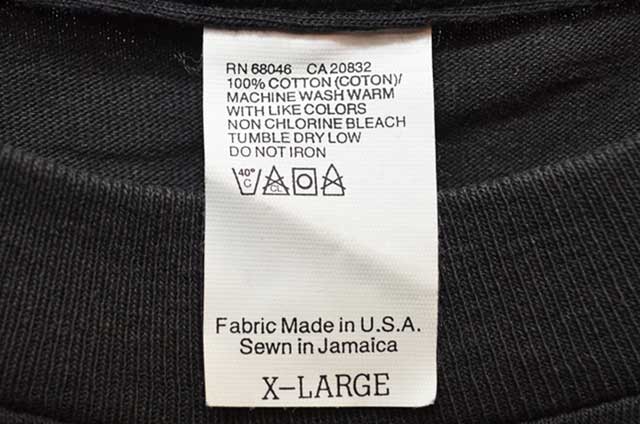 RN 68046 CA 20832
100% COTTON (COTON)/
MACHINE WASH WARM
WITH LIKE COLORS
NON CHLORINE BLEACH
TUMBLE DRY LOW
DO NOT IRON
40° C CL
Fabric Made in U.S.A.
Sewn in Jamaica
X-LARGE